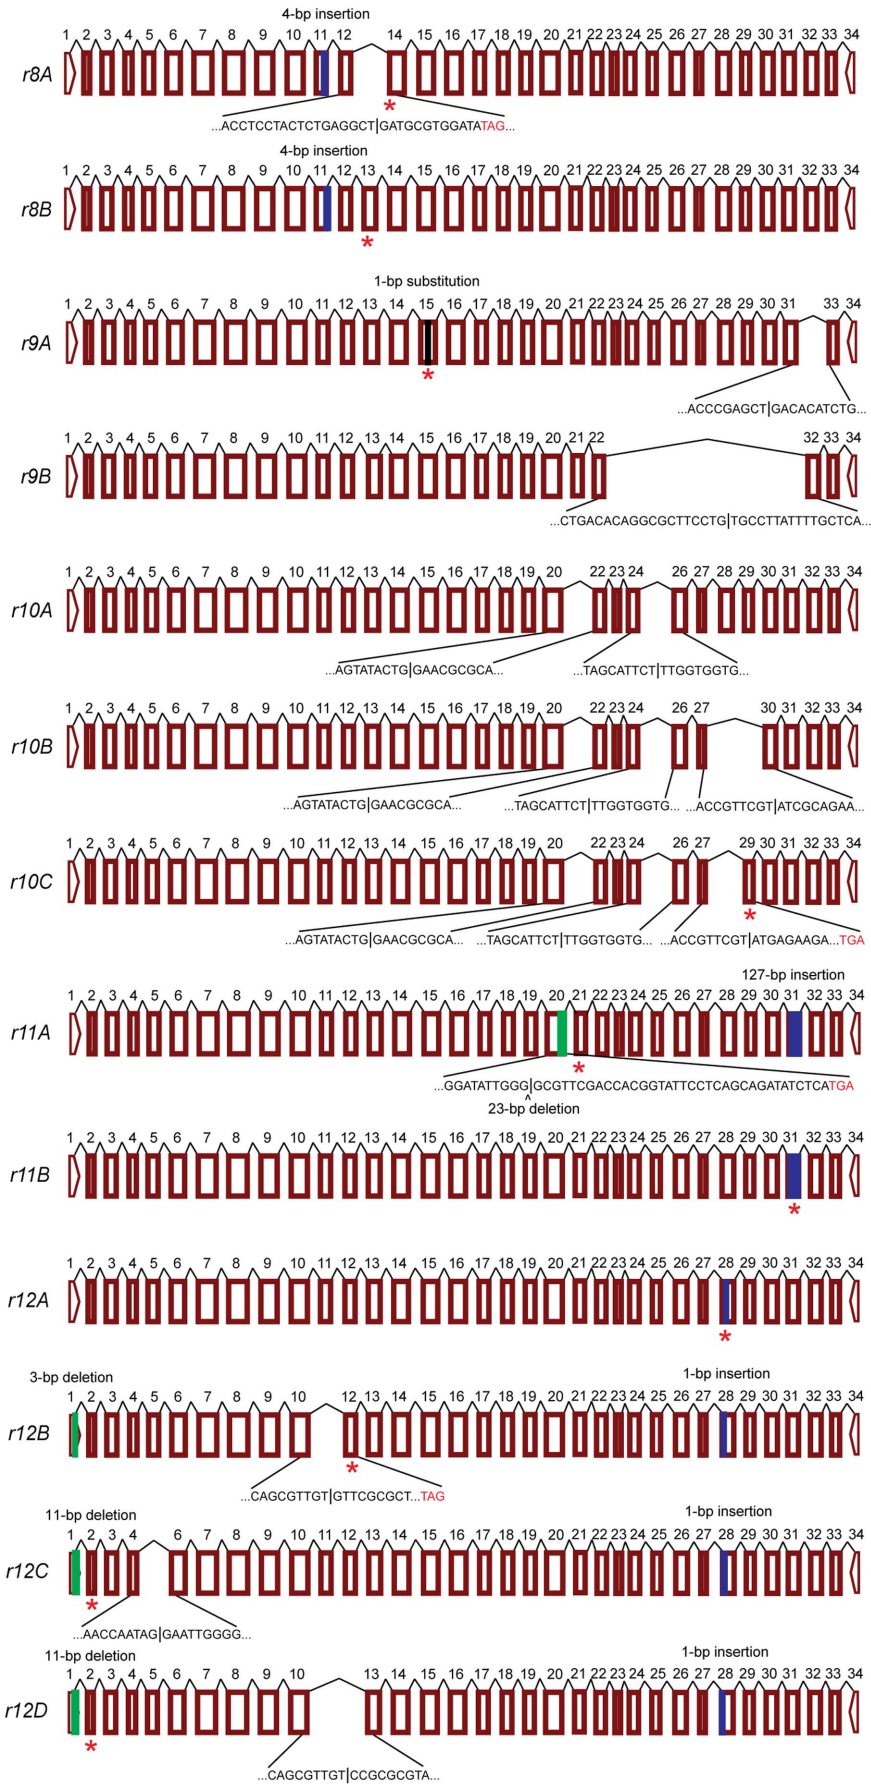 4-bp insertion
1 2 3 4 5 6 7 8 9 10 11 12 14 15 16 17 18 19 20 21 22 23 24 25 26 27 28 29 30 31 32 33 34
r8A
*
...ACCTCCTACTCTGAGGCT|GATGCGTGGATATAG...
4-bp insertion
1 2 3 4 5 6 7 8 9 10 11 12 13 14 15 16 17 18 19 20 21 22 23 24 25 26 27 28 29 30 31 32 33 34
r8B
*
1-bp substitution
1 2 3 4 5 6 7 8 9 10 11 12 13 14 15 16 17 18 19 20 21 22 23 24 25 26 27 28 29 30 31 33 34
r9A
*
...ACCCGAGCT|GACACATCTG...
1 2 3 4 5 6 7 8 9 10 11 12 13 14 15 16 17 18 19 20 21 22 32 33 34
r9B
...CTGACACAGGCGCTTCCTG|TGCCTTATTTTGCTCA...
1 2 3 4 5 6 7 8 9 10 11 12 13 14 15 16 17 18 19 20 22 23 24 26 27 28 29 30 31 32 33 34
r10A
...AGTATACTG|GAACGCGCA... ...TAGCATTCT|TTGGTGGTG...
1 2 3 4 5 6 7 8 9 10 11 12 13 14 15 16 17 18 19 20 22 23 24 26 27 30 31 32 33 34
r10B
...AGTATACTG|GAACGCGCA... ...TAGCATTCT|TTGGTGGTG... ...ACCGTTCGT|ATCGCAGAA...
1 2 3 4 5 6 7 8 9 10 11 12 13 14 15 16 17 18 19 20 22 23 24 26 27 29 30 31 32 33 34
r10C
*
...AGTATACTG|GAACGCGCA... ...TAGCATTCT|TTGGTGGTG... ...ACCGTTCGT|ATGAGAAGA...TGA
127-bp insertion
1 2 3 4 5 6 7 8 9 10 11 12 13 14 15 16 17 18 19 20 21 22 23 24 25 26 27 28 29 30 31 32 33 34
r11A
*
...GGATATTGGG|GCGTTCGACCACGGTATTCCTCAGCAGATATCTCATGA
^
23-bp deletion
1 2 3 4 5 6 7 8 9 10 11 12 13 14 15 16 17 18 19 20 21 22 23 24 25 26 27 28 29 30 31 32 33 34
r11B
*
1 2 3 4 5 6 7 8 9 10 11 12 13 14 15 16 17 18 19 20 21 22 23 24 25 26 27 28 29 30 31 32 33 34
r12A
*
3-bp deletion 1-bp insertion
1 2 3 4 5 6 7 8 9 10 12 13 14 15 16 17 18 19 20 21 22 23 24 25 26 27 28 29 30 31 32 33 34
r12B
*
...CAGCGTTGT|GTTCGCGCT...TAG
11-bp deletion 1-bp insertion
1 2 3 4 6 7 8 9 10 11 12 13 14 15 16 17 18 19 20 21 22 23 24 25 26 27 28 29 30 31 32 33 34
r12C
*
...AACCAATAG|GAATTGGGG...
11-bp deletion 1-bp insertion
1 2 3 4 5 6 7 8 9 10 13 14 15 16 17 18 19 20 21 22 23 24 25 26 27 28 29 30 31 32 33 34
r12D
*
...CAGCGTTGT|CCGCGCGTA...